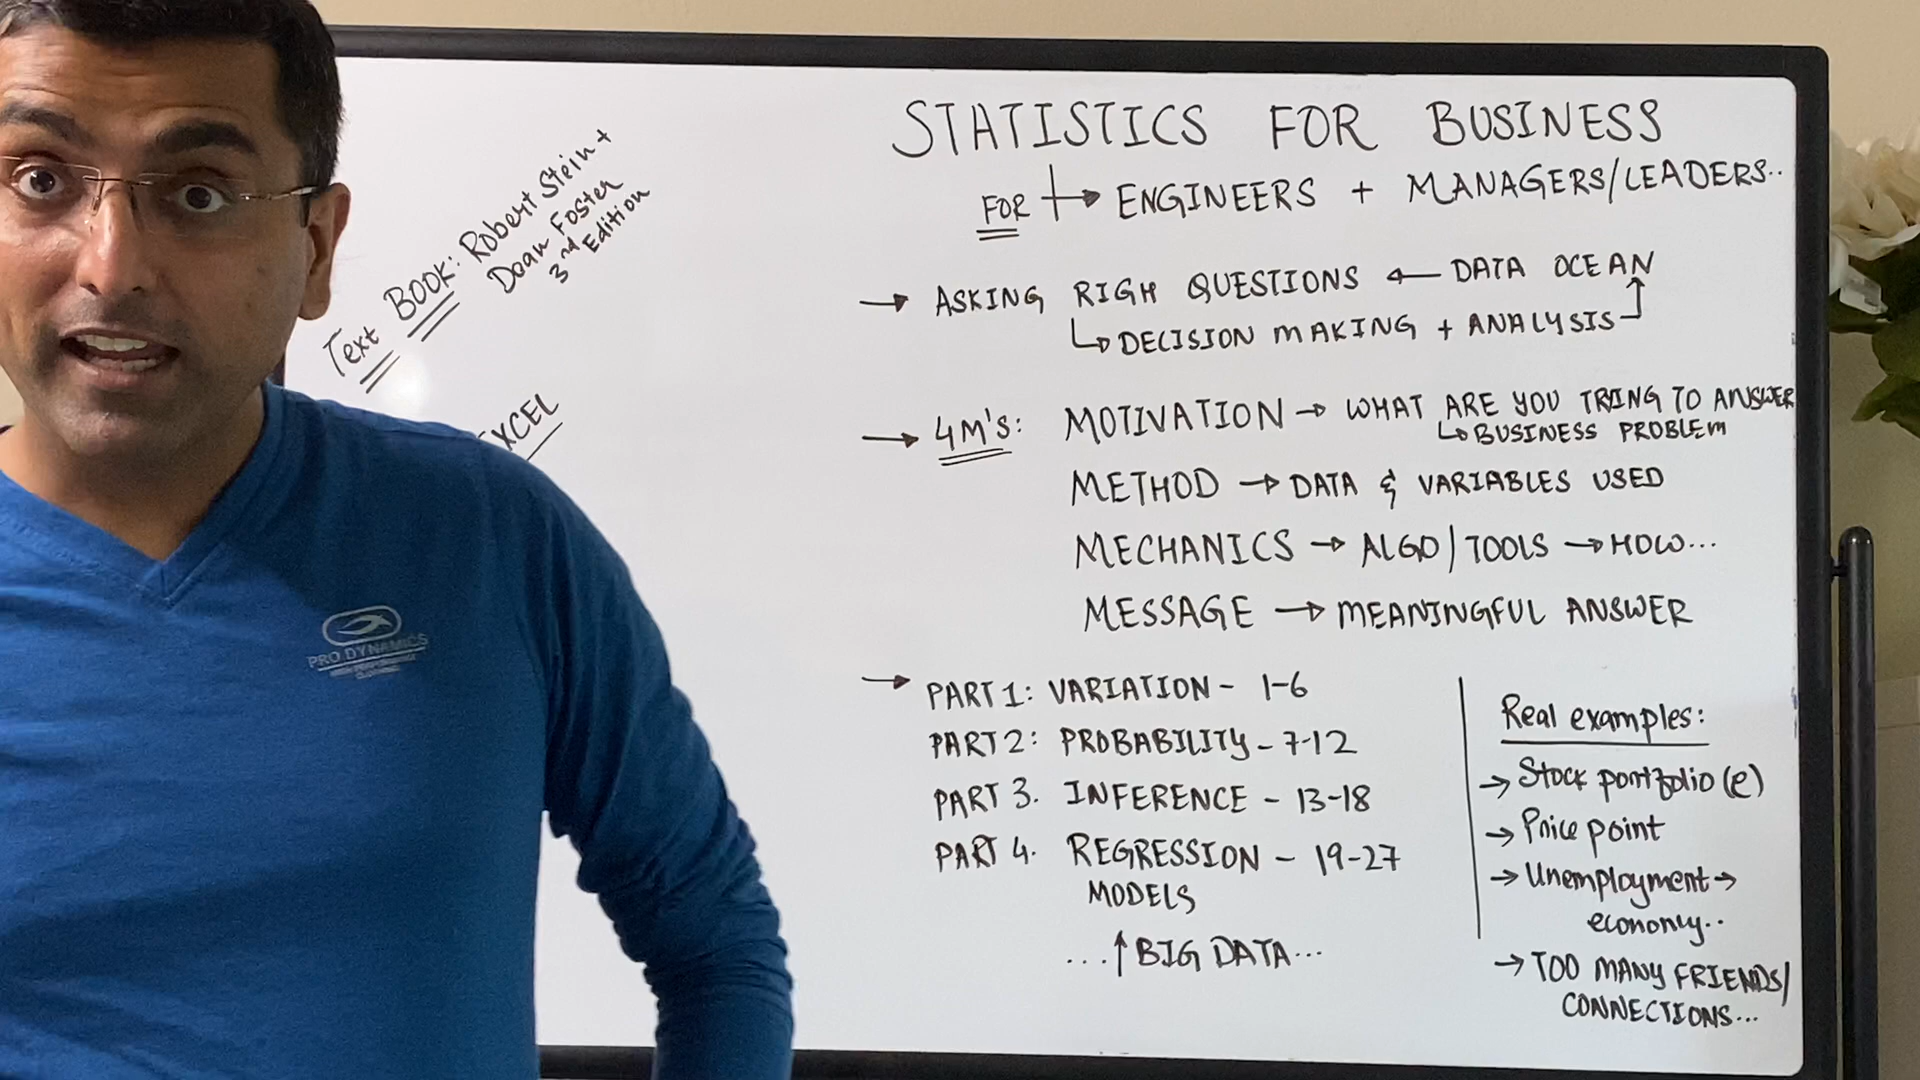 STATISTICS FOR BUSINESS
FOR → ENGINEERS + MANAGERS/LEADERS..
Text BOOK: Robert Stein +
Dean Foster
3rd Edition
EXCEL
→ ASKING RIGH QUESTIONS ← DATA OCEAN
↳ DECISION MAKING + ANALYSIS
→ 4M'S: MOTIVATION → WHAT ARE YOU TRING TO ANSWER
↳ BUSINESS PROBLEM
METHOD → DATA & VARIABLES USED
MECHANICS → ALGO/TOOLS → HOW...
MESSAGE → MEANINGFUL ANSWER
→ PART 1: VARIATION - 1-6
PART 2: PROBABILITY - 7-12
PART 3. INFERENCE - 13-18
PART 4. REGRESSION - 19-27
MODELS
... ↑ BIG DATA...
Real examples:
→ Stock portfolio (e)
→ Price point
→ Unemployment →
economy..
→ TOO MANY FRIENDS/
CONNECTIONS...
PRO DYNAMICS